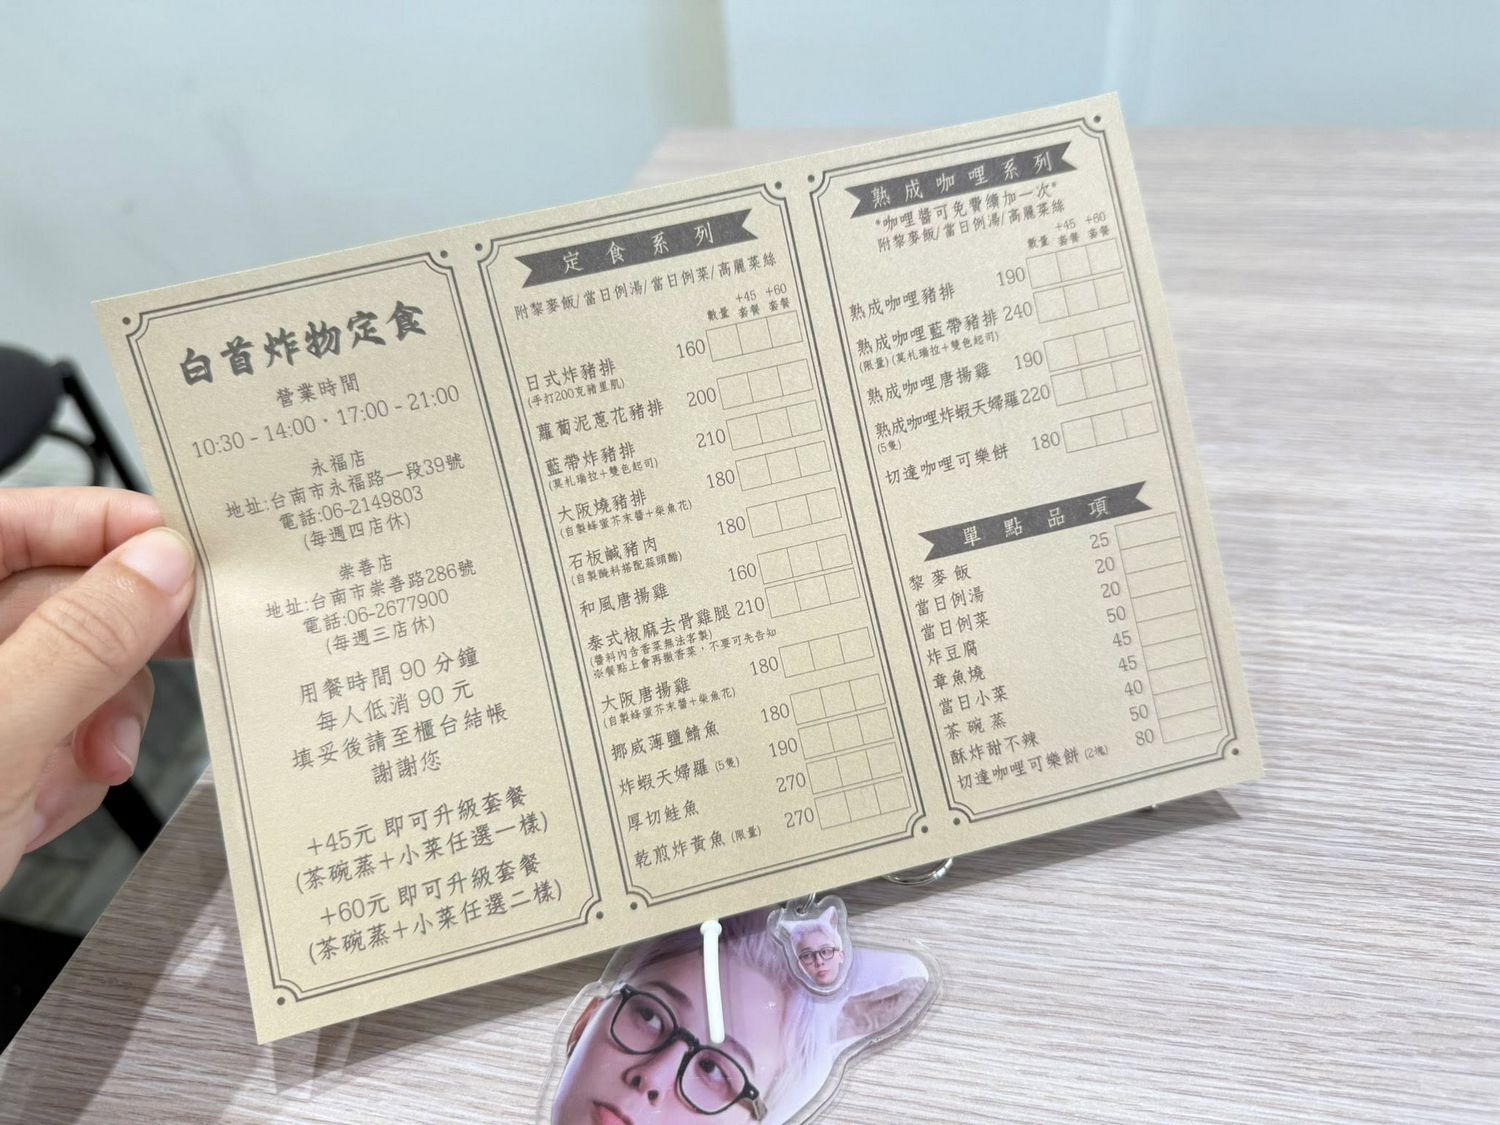 白首炸物定食
營業時間
10:30 - 14:00、17:00 - 21:00
永福店
地址:台南市永福路一段39號
電話:06-2149803
(每週四店休)
崇善店
地址:台南市崇善路286號
電話:06-2677900
(每週三店休)
用餐時間 90 分鐘
每人低消 90 元
填妥後請至櫃台結帳
謝謝您
+45元 即可升級套餐
(茶碗蒸+小菜任選一樣)
+60元 即可升級套餐
(茶碗蒸+小菜任選二樣)
定食系列
附黎麥飯/當日例湯/當日例菜/高麗菜絲
數量 +45套餐 +60套餐
日式炸豬排 160
(手打200克豬里肌)
蘿蔔泥蔥花豬排 200
藍帶炸豬排 210
(莫札瑞拉+雙色起司)
大阪燒豬排 180
(自製蜂蜜芥末醬+柴魚花)
石板鹹豬肉 180
(自製醃料搭配蒜頭醋)
和風唐揚雞 160
泰式椒麻去骨雞腿 210
(醬料內含香菜無法客製)
※餐點上會再撒香菜,不要可先告知
大阪唐揚雞 180
(自製蜂蜜芥末醬+柴魚花)
挪威薄鹽鯖魚 180
炸蝦天婦羅 (5隻) 190
厚切鮭魚 270
乾煎炸黃魚 (限量) 270
熟成咖哩系列
*咖哩醬可免費續加一次*
附黎麥飯/當日例湯/高麗菜絲
數量 +45套餐 +60套餐
熟成咖哩豬排 190
熟成咖哩藍帶豬排 240
(限量)(莫札瑞拉+雙色起司)
熟成咖哩唐揚雞 190
熟成咖哩炸蝦天婦羅 220
(5隻)
切達咖哩可樂餅 180
單點品項
黎麥飯 25
當日例湯 20
當日例菜 20
炸豆腐 50
章魚燒 45
當日小菜 45
茶碗蒸 40
酥炸甜不辣 50
切達咖哩可樂餅 (2塊) 80